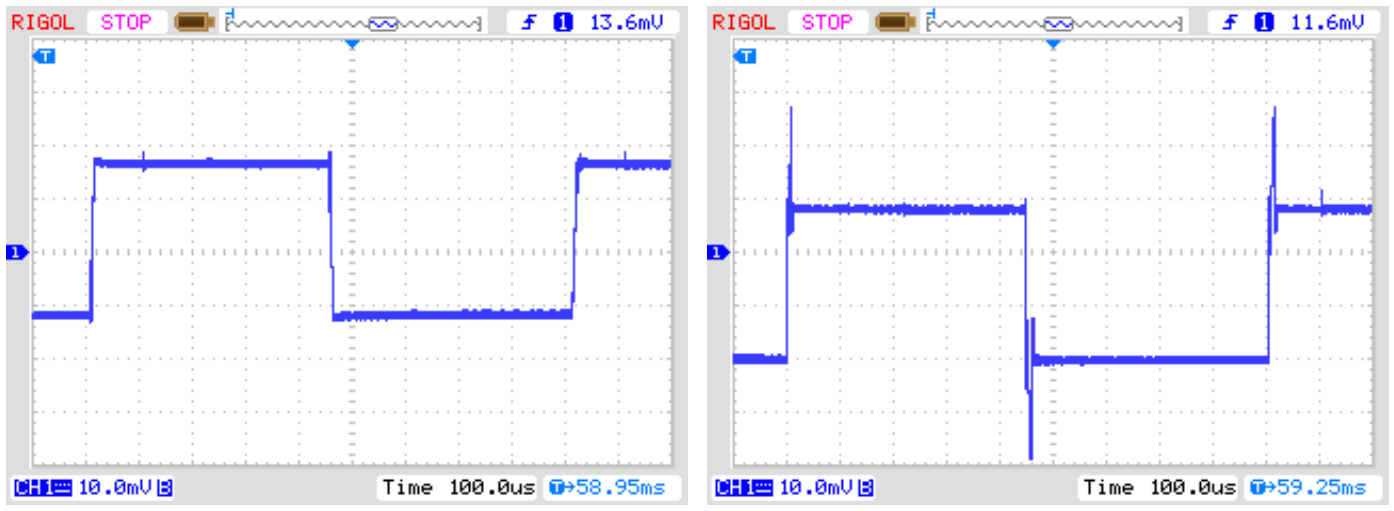 RIGOL STOP 1 13.6mV
T
1
CH1 10.0mV B Time 100.0us T→58.95ms
RIGOL STOP 1 11.6mV
T
1
CH1 10.0mV B Time 100.0us T→59.25ms